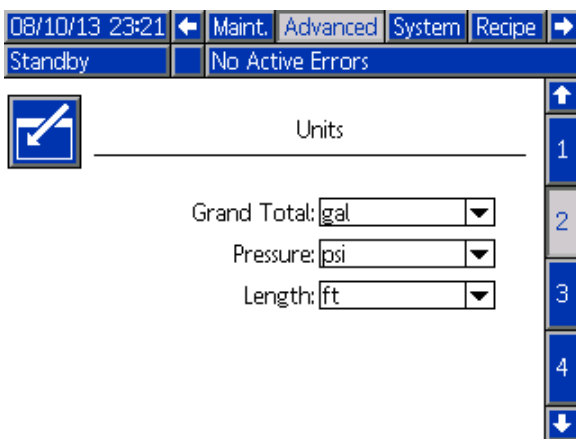 08/10/13 23:21 Maint. Advanced System Recipe
Standby No Active Errors
Units
1
Grand Total: gal
2
Pressure: psi
Length: ft
3
4